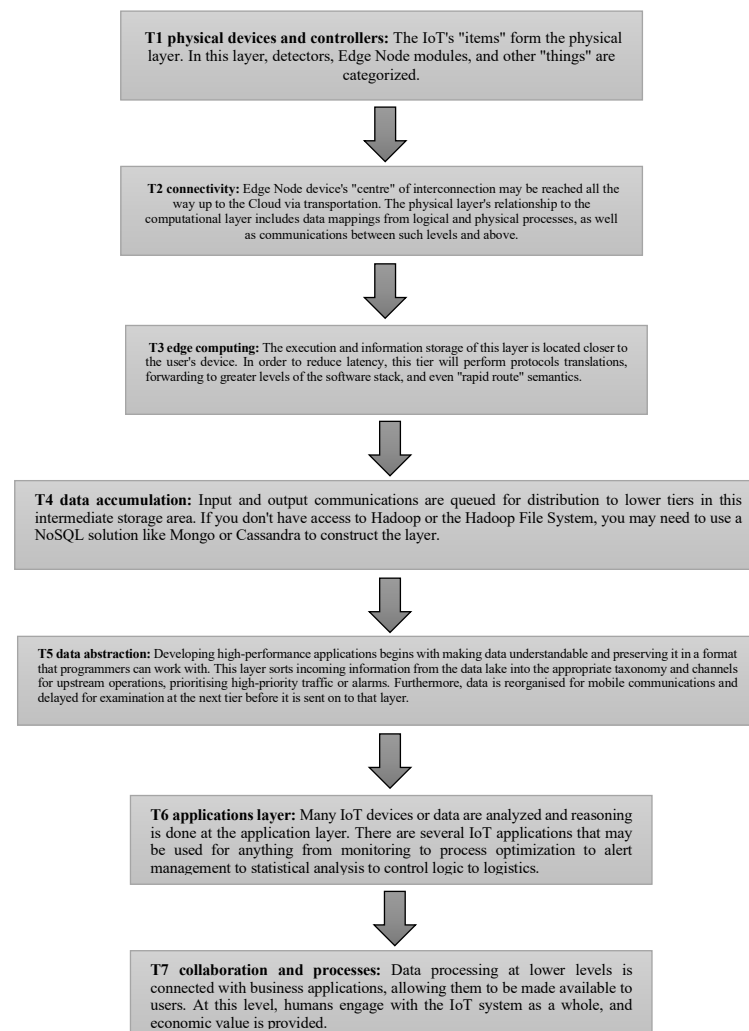 T1 physical devices and controllers: The IoT's "items" form the physical
layer. In this layer, detectors, Edge Node modules, and other "things" are
categorized.
T2 connectivity: Edge Node device's "centre" of interconnection may be reached all the
way up to the Cloud via transportation. The physical layer's relationship to the
computational layer includes data mappings from logical and physical processes, as well
as communications between such levels and above.
T3 edge computing: The execution and information storage of this layer is located closer to
the user's device. In order to reduce latency, this tier will perform protocols translations,
forwarding to greater levels of the software stack, and even "rapid route" semantics.
T4 data accumulation: Input and output communications are queued for distribution to lower tiers in this
intermediate storage area. If you don't have access to Hadoop or the Hadoop File System, you may need to use a
NoSQL solution like Mongo or Cassandra to construct the layer.
T5 data abstraction: Developing high-performance applications begins with making data understandable and preserving it in a format
that programmers can work with. This layer sorts incoming information from the data lake into the appropriate taxonomy and channels
for upstream operations, prioritising high-priority traffic or alarms. Furthermore, data is reorganised for mobile communications and
delayed for examination at the next tier before it is sent on to that layer.
T6 applications layer: Many IoT devices or data are analyzed and reasoning
is done at the application layer. There are several IoT applications that may
be used for anything from monitoring to process optimization to alert
management to statistical analysis to control logic to logistics.
T7 collaboration and processes: Data processing at lower levels is
connected with business applications, allowing them to be made available to
users. At this level, humans engage with the IoT system as a whole, and
economic value is provided.